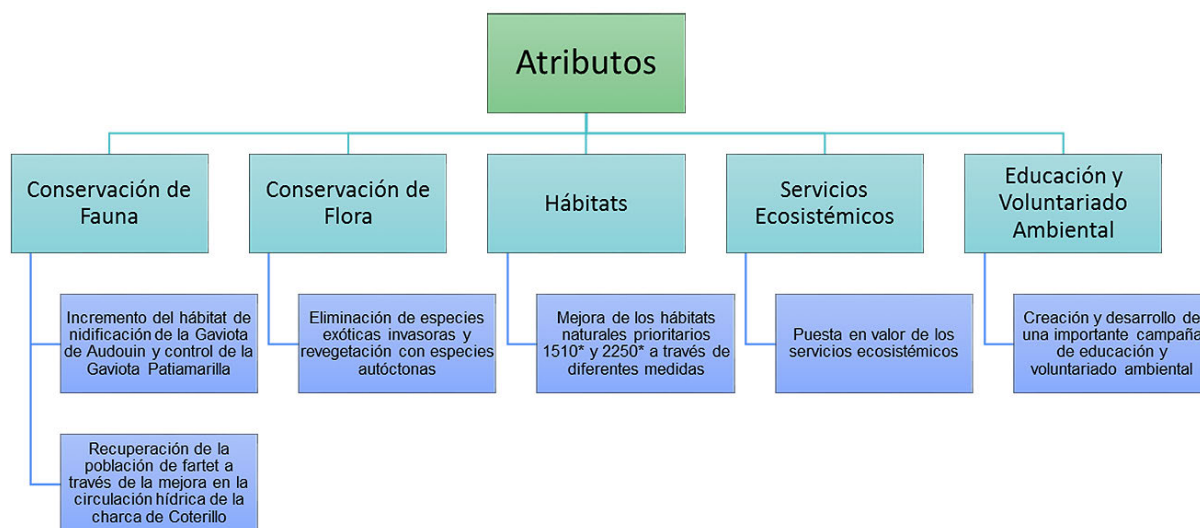 Atributos
Conservación de
Fauna
Incremento del hábitat de
nidificación de la Gaviota
de Audouin y control de la
Gaviota Patiamarilla
Recuperación de la
población de fartet a
través de la mejora en la
circulación hídrica de la
charca de Coterillo
Conservación de
Flora
Eliminación de especies
exóticas invasoras y
revegetación con especies
autóctonas
Hábitats
Mejora de los hábitats
naturales prioritarios
1510* y 2250* a través de
diferentes medidas
Servicios
Ecosistémicos
Puesta en valor de los
servicios ecosistémicos
Educación y
Voluntariado
Ambiental
Creación y desarrollo de
una importante campaña
de educación y
voluntariado ambiental